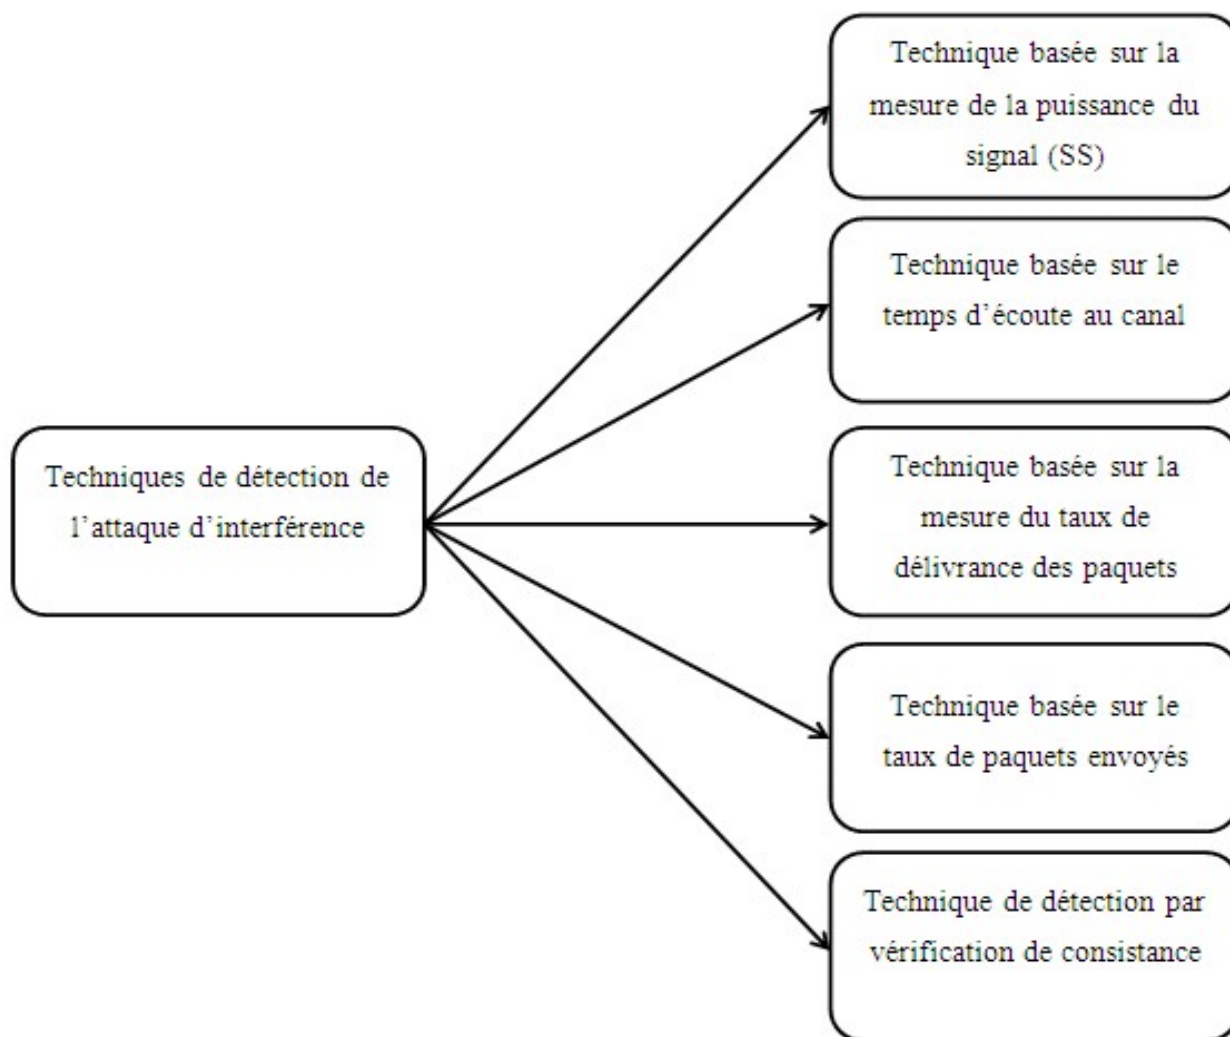 Technique basée sur la
mesure de la puissance du
signal (SS)
Technique basée sur le
temps d'écoute au canal
Techniques de détection de
l'attaque d'interférence
Technique basée sur la
mesure du taux de
délivrance des paquets
Technique basée sur le
taux de paquets envoyés
Technique de détection par
vérification de consistance